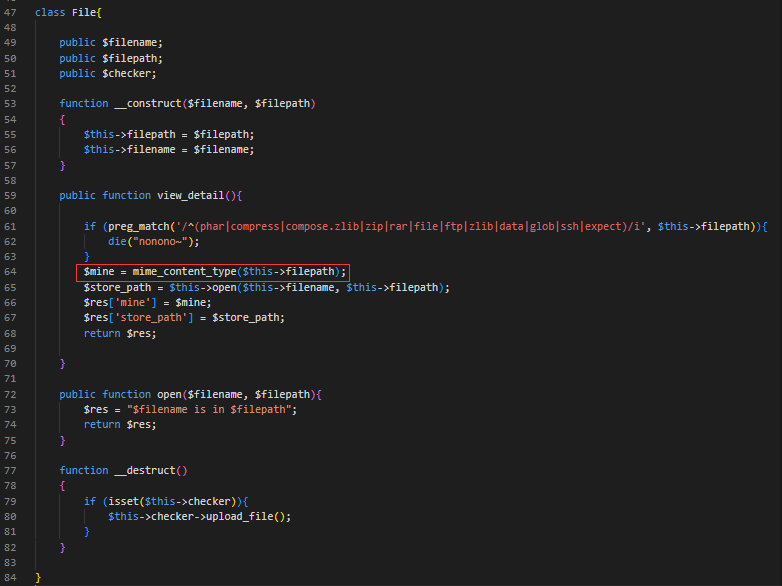 47 class File{
48
49     public $filename;
50     public $filepath;
51     public $checker;
52
53     function __construct($filename, $filepath)
54     {
55         $this->filepath = $filepath;
56         $this->filename = $filename;
57     }
58
59     public function view_detail(){
60
61         if (preg_match('/^(phar|compress|compose.zlib|zip|rar|file|ftp|zlib|data|glob|ssh|expect)/i', $this->filepath)){
62             die("nonono~");
63         }
64         $mine = mime_content_type($this->filepath);
65         $store_path = $this->open($this->filename, $this->filepath);
66         $res['mine'] = $mine;
67         $res['store_path'] = $store_path;
68         return $res;
69
70     }
71
72     public function open($filename, $filepath){
73         $res = "$filename is in $filepath";
74         return $res;
75     }
76
77     function __destruct()
78     {
79         if (isset($this->checker)){
80             $this->checker->upload_file();
81         }
82     }
83
84 }